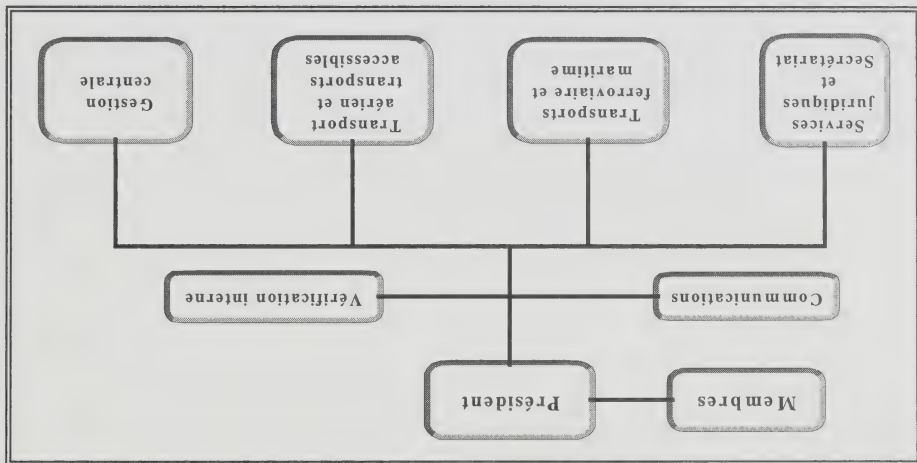 Membres
Président
Communications
Vérification interne
Services
juridiques
et
Secrétariat
Transports
ferroviaire et
maritime
Transport
aérien et
transports
accessibles
Gestion
centrale